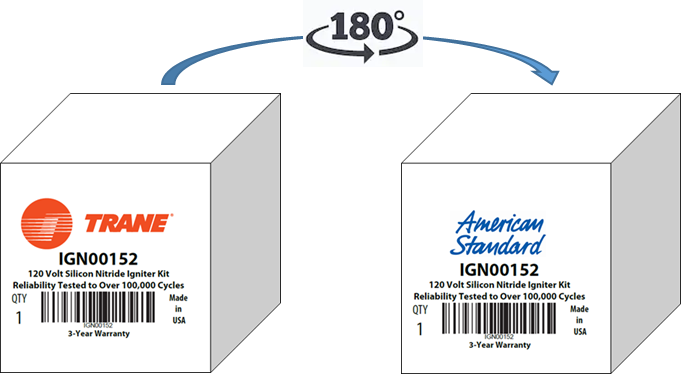 180°
TRANE®
IGN00152
120 Volt Silicon Nitride Igniter Kit
Reliability Tested to Over 100,000 Cycles
QTY
1
IGN00152
Made
in
USA
3-Year Warranty
American
Standard
IGN00152
120 Volt Silicon Nitride Igniter Kit
Reliability Tested to Over 100,000 Cycles
QTY
1
IGN00152
Made
in
USA
3-Year Warranty